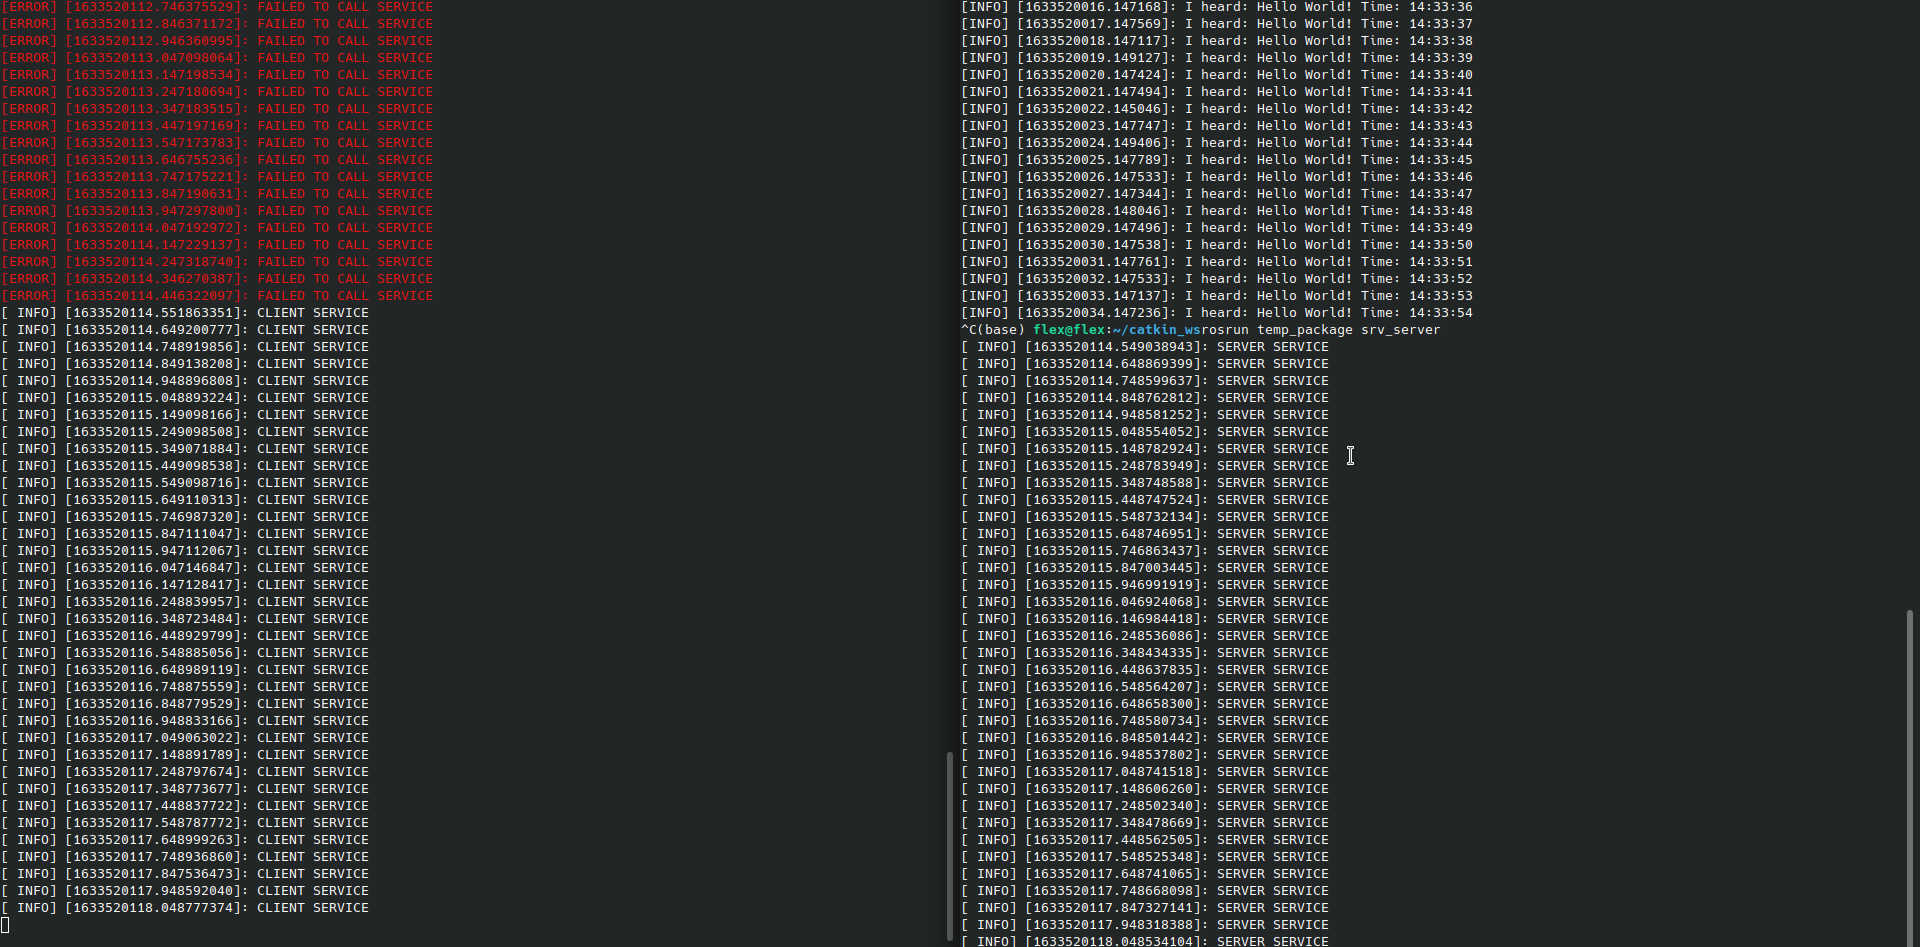 [ERROR] [1633520112.746375529]: FAILED TO CALL SERVICE
[ERROR] [1633520112.846371172]: FAILED TO CALL SERVICE
[ERROR] [1633520112.946360995]: FAILED TO CALL SERVICE
[ERROR] [1633520113.047098064]: FAILED TO CALL SERVICE
[ERROR] [1633520113.147198534]: FAILED TO CALL SERVICE
[ERROR] [1633520113.247180694]: FAILED TO CALL SERVICE
[ERROR] [1633520113.347183515]: FAILED TO CALL SERVICE
[ERROR] [1633520113.447197169]: FAILED TO CALL SERVICE
[ERROR] [1633520113.547173783]: FAILED TO CALL SERVICE
[ERROR] [1633520113.646755236]: FAILED TO CALL SERVICE
[ERROR] [1633520113.747175221]: FAILED TO CALL SERVICE
[ERROR] [1633520113.847190631]: FAILED TO CALL SERVICE
[ERROR] [1633520113.947297800]: FAILED TO CALL SERVICE
[ERROR] [1633520114.047192972]: FAILED TO CALL SERVICE
[ERROR] [1633520114.147229137]: FAILED TO CALL SERVICE
[ERROR] [1633520114.247318740]: FAILED TO CALL SERVICE
[ERROR] [1633520114.346270387]: FAILED TO CALL SERVICE
[ERROR] [1633520114.446322097]: FAILED TO CALL SERVICE
[ INFO] [1633520114.551863351]: CLIENT SERVICE
[ INFO] [1633520114.649200777]: CLIENT SERVICE
[ INFO] [1633520114.748919856]: CLIENT SERVICE
[ INFO] [1633520114.849138208]: CLIENT SERVICE
[ INFO] [1633520114.948896808]: CLIENT SERVICE
[ INFO] [1633520115.048893224]: CLIENT SERVICE
[ INFO] [1633520115.149098166]: CLIENT SERVICE
[ INFO] [1633520115.249098508]: CLIENT SERVICE
[ INFO] [1633520115.349071884]: CLIENT SERVICE
[ INFO] [1633520115.449098538]: CLIENT SERVICE
[ INFO] [1633520115.549098716]: CLIENT SERVICE
[ INFO] [1633520115.649110313]: CLIENT SERVICE
[ INFO] [1633520115.746987320]: CLIENT SERVICE
[ INFO] [1633520115.847111047]: CLIENT SERVICE
[ INFO] [1633520115.947112067]: CLIENT SERVICE
[ INFO] [1633520116.047146847]: CLIENT SERVICE
[ INFO] [1633520116.147128417]: CLIENT SERVICE
[ INFO] [1633520116.248839957]: CLIENT SERVICE
[ INFO] [1633520116.348723484]: CLIENT SERVICE
[ INFO] [1633520116.448929799]: CLIENT SERVICE
[ INFO] [1633520116.548885056]: CLIENT SERVICE
[ INFO] [1633520116.648989119]: CLIENT SERVICE
[ INFO] [1633520116.748875559]: CLIENT SERVICE
[ INFO] [1633520116.848779529]: CLIENT SERVICE
[ INFO] [1633520116.948833166]: CLIENT SERVICE
[ INFO] [1633520117.049063022]: CLIENT SERVICE
[ INFO] [1633520117.148891789]: CLIENT SERVICE
[ INFO] [1633520117.248797674]: CLIENT SERVICE
[ INFO] [1633520117.348773677]: CLIENT SERVICE
[ INFO] [1633520117.448837722]: CLIENT SERVICE
[ INFO] [1633520117.548787772]: CLIENT SERVICE
[ INFO] [1633520117.648999263]: CLIENT SERVICE
[ INFO] [1633520117.748936860]: CLIENT SERVICE
[ INFO] [1633520117.847536473]: CLIENT SERVICE
[ INFO] [1633520117.948592040]: CLIENT SERVICE
[ INFO] [1633520118.048777374]: CLIENT SERVICE
[INFO] [1633520016.147168]: I heard: Hello World! Time: 14:33:36
[INFO] [1633520017.147569]: I heard: Hello World! Time: 14:33:37
[INFO] [1633520018.147117]: I heard: Hello World! Time: 14:33:38
[INFO] [1633520019.149127]: I heard: Hello World! Time: 14:33:39
[INFO] [1633520020.147424]: I heard: Hello World! Time: 14:33:40
[INFO] [1633520021.147494]: I heard: Hello World! Time: 14:33:41
[INFO] [1633520022.145046]: I heard: Hello World! Time: 14:33:42
[INFO] [1633520023.147747]: I heard: Hello World! Time: 14:33:43
[INFO] [1633520024.149406]: I heard: Hello World! Time: 14:33:44
[INFO] [1633520025.147789]: I heard: Hello World! Time: 14:33:45
[INFO] [1633520026.147533]: I heard: Hello World! Time: 14:33:46
[INFO] [1633520027.147344]: I heard: Hello World! Time: 14:33:47
[INFO] [1633520028.148046]: I heard: Hello World! Time: 14:33:48
[INFO] [1633520029.147496]: I heard: Hello World! Time: 14:33:49
[INFO] [1633520030.147538]: I heard: Hello World! Time: 14:33:50
[INFO] [1633520031.147761]: I heard: Hello World! Time: 14:33:51
[INFO] [1633520032.147533]: I heard: Hello World! Time: 14:33:52
[INFO] [1633520033.147137]: I heard: Hello World! Time: 14:33:53
[INFO] [1633520034.147236]: I heard: Hello World! Time: 14:33:54
^C(base) flex@flex:~/catkin_wsrosrun temp_package srv_server
[ INFO] [1633520114.549038943]: SERVER SERVICE
[ INFO] [1633520114.648869399]: SERVER SERVICE
[ INFO] [1633520114.748599637]: SERVER SERVICE
[ INFO] [1633520114.848762812]: SERVER SERVICE
[ INFO] [1633520114.948581252]: SERVER SERVICE
[ INFO] [1633520115.048554052]: SERVER SERVICE
[ INFO] [1633520115.148782924]: SERVER SERVICE
[ INFO] [1633520115.248783949]: SERVER SERVICE
[ INFO] [1633520115.348748588]: SERVER SERVICE
[ INFO] [1633520115.448747524]: SERVER SERVICE
[ INFO] [1633520115.548732134]: SERVER SERVICE
[ INFO] [1633520115.648746951]: SERVER SERVICE
[ INFO] [1633520115.746863437]: SERVER SERVICE
[ INFO] [1633520115.847003445]: SERVER SERVICE
[ INFO] [1633520115.946991919]: SERVER SERVICE
[ INFO] [1633520116.046924068]: SERVER SERVICE
[ INFO] [1633520116.146984418]: SERVER SERVICE
[ INFO] [1633520116.248536086]: SERVER SERVICE
[ INFO] [1633520116.348434335]: SERVER SERVICE
[ INFO] [1633520116.448637835]: SERVER SERVICE
[ INFO] [1633520116.548564207]: SERVER SERVICE
[ INFO] [1633520116.648658300]: SERVER SERVICE
[ INFO] [1633520116.748580734]: SERVER SERVICE
[ INFO] [1633520116.848501442]: SERVER SERVICE
[ INFO] [1633520116.948537802]: SERVER SERVICE
[ INFO] [1633520117.048741518]: SERVER SERVICE
[ INFO] [1633520117.148606260]: SERVER SERVICE
[ INFO] [1633520117.248502340]: SERVER SERVICE
[ INFO] [1633520117.348478669]: SERVER SERVICE
[ INFO] [1633520117.448562505]: SERVER SERVICE
[ INFO] [1633520117.548525348]: SERVER SERVICE
[ INFO] [1633520117.648741065]: SERVER SERVICE
[ INFO] [1633520117.748668098]: SERVER SERVICE
[ INFO] [1633520117.847327141]: SERVER SERVICE
[ INFO] [1633520117.948318388]: SERVER SERVICE
[ INFO] [1633520118.048534104]: SERVER SERVICE